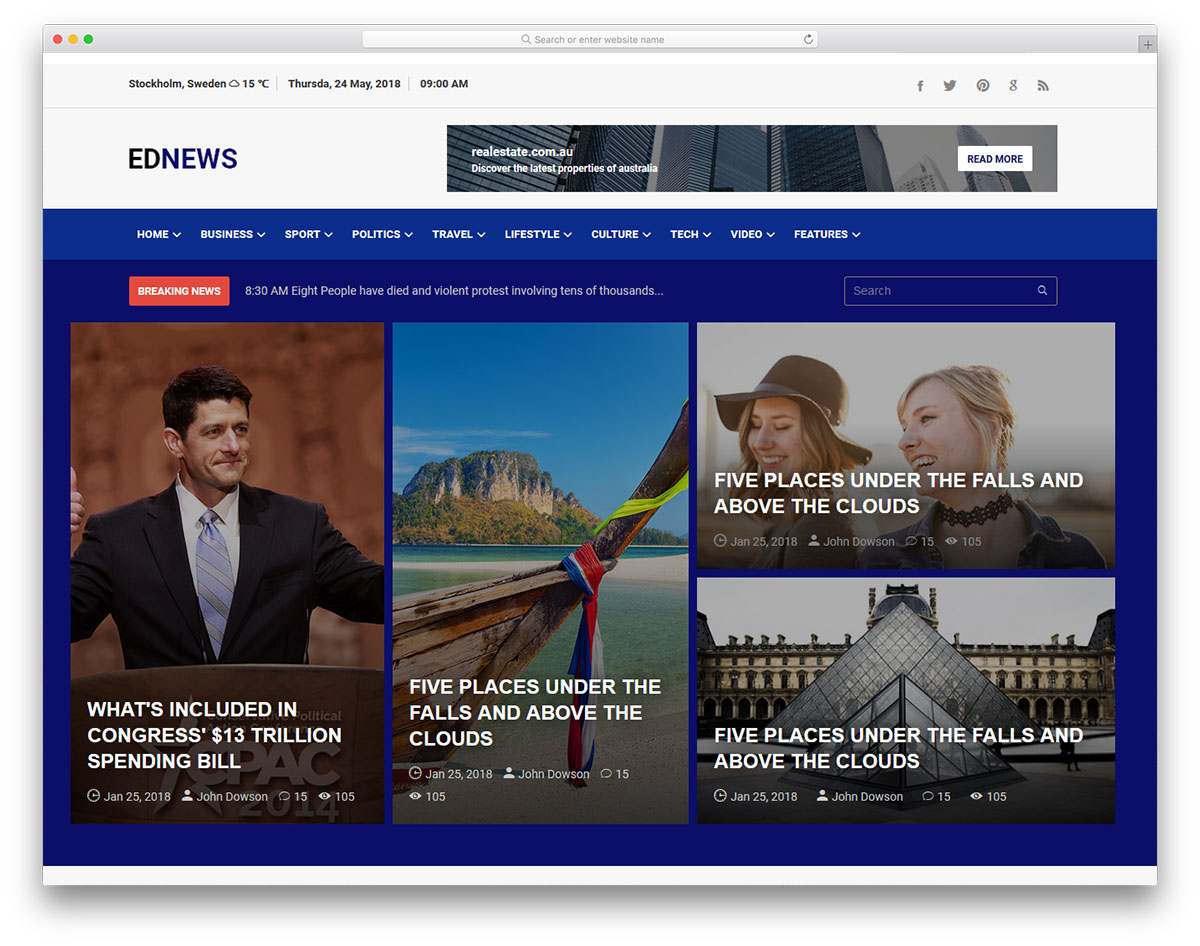 Search or enter website name
Stockholm, Sweden 15 ℃ Thursda, 24 May, 2018 09:00 AM
EDNEWS
realestate.com.au
Discover the latest properties of australia
READ MORE
HOME BUSINESS SPORT POLITICS TRAVEL LIFESTYLE CULTURE TECH VIDEO FEATURES
BREAKING NEWS 8:30 AM Eight People have died and violent protest involving tens of thousands... Search
Conservative Political
CPAC
2014
WHAT'S INCLUDED IN
CONGRESS' $13 TRILLION
SPENDING BILL
Jan 25, 2018 John Dowson 15 105
FIVE PLACES UNDER THE
FALLS AND ABOVE THE
CLOUDS
Jan 25, 2018 John Dowson 15
105
FIVE PLACES UNDER THE FALLS AND
ABOVE THE CLOUDS
Jan 25, 2018 John Dowson 15 105
FIVE PLACES UNDER THE FALLS AND
ABOVE THE CLOUDS
Jan 25, 2018 John Dowson 15 105